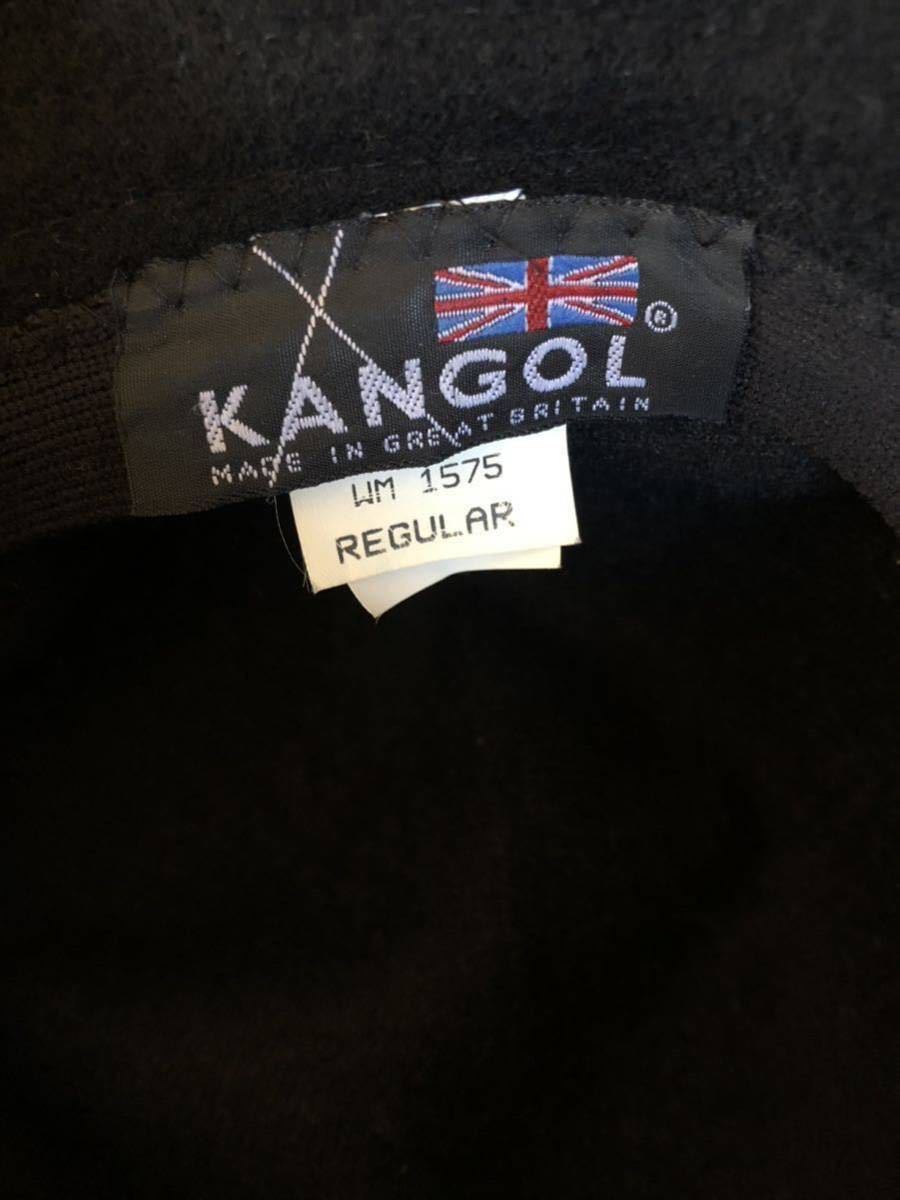 ®
KANGOL
MADE IN GREAT BRITAIN
WM 1575
REGULAR